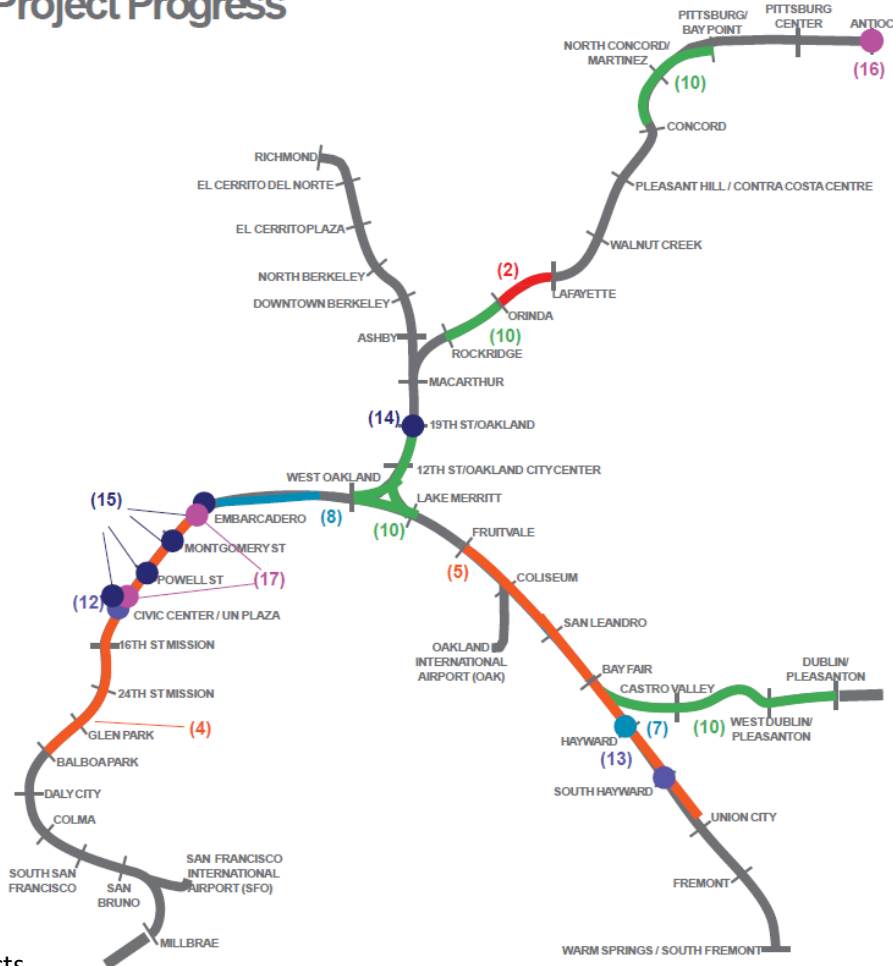 Project Progress
PITTSBURG/
BAY POINT
PITTSBURG
CENTER
ANTIOC
(16)
NORTH CONCORD/
MARTINEZ
(10)
CONCORD
RICHMOND
EL CERRITO DEL NORTE
PLEASANT HILL / CONTRA COSTA CENTRE
EL CERRITO PLAZA
WALNUT CREEK
NORTH BERKELEY
(2)
DOWNTOWN BERKELEY
LAFAYETTE
ORINDA
ASHBY
(10)
ROCKRIDGE
MACARTHUR
(14)
19TH ST/OAKLAND
12TH ST/OAKLAND CITY CENTER
WEST OAKLAND
LAKE MERRITT
(15)
EMBARCADERO
(8)
(10)
FRUITVALE
MONTGOMERY ST
(5)
COLISEUM
POWELL ST
(17)
(12)
CIVIC CENTER / UN PLAZA
SAN LEANDRO
16TH ST MISSION
OAKLAND
INTERNATIONAL
AIRPORT (OAK)
BAY FAIR
DUBLIN/
PLEASANTON
24TH ST MISSION
CASTRO VALLEY
WEST DUBLIN/
PLEASANTON
(4)
GLEN PARK
(7)
(10)
HAYWARD
(13)
BALBOA PARK
DALY CITY
SOUTH HAYWARD
COLMA
UNION CITY
SOUTH SAN
FRANCISCO
SAN
BRUNO
SAN FRANCISCO
INTERNATIONAL
AIRPORT (SFO)
FREMONT
MILLBRAE
WARM SPRINGS / SOUTH FREMONT
cts